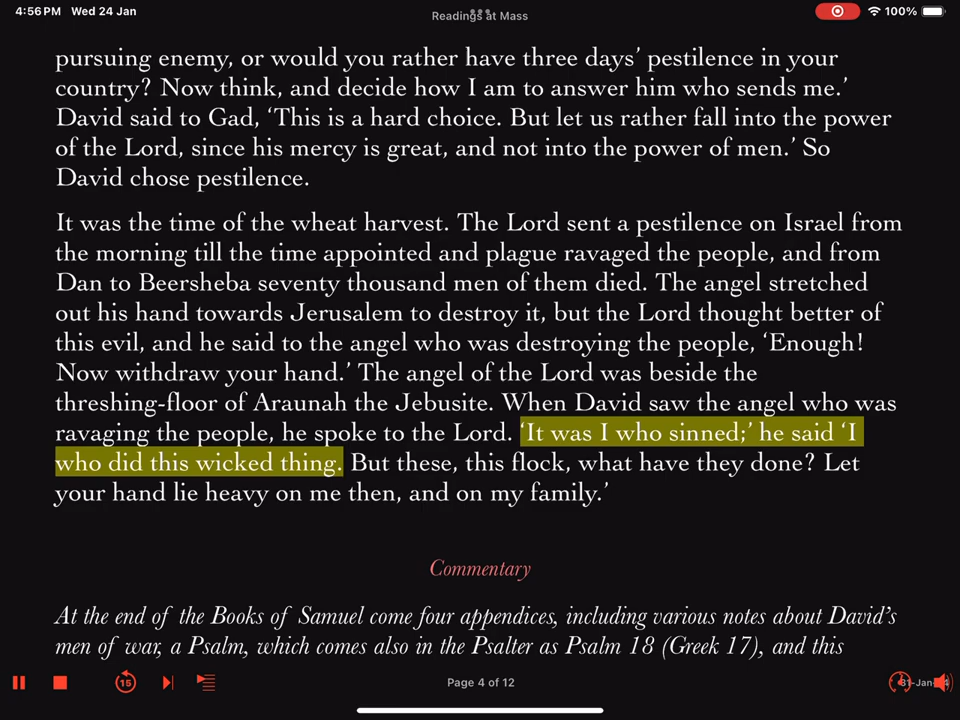 4:56 PM Wed 24 Jan
Readings at Mass
100%
pursuing enemy, or would you rather have three days’ pestilence in your
country? Now think, and decide how I am to answer him who sends me.’
David said to Gad, ‘This is a hard choice. But let us rather fall into the power
of the Lord, since his mercy is great, and not into the power of men.’ So
David chose pestilence.
It was the time of the wheat harvest. The Lord sent a pestilence on Israel from
the morning till the time appointed and plague ravaged the people, and from
Dan to Beersheba seventy thousand men of them died. The angel stretched
out his hand towards Jerusalem to destroy it, but the Lord thought better of
this evil, and he said to the angel who was destroying the people, ‘Enough!
Now withdraw your hand.’ The angel of the Lord was beside the
threshing-floor of Araunah the Jebusite. When David saw the angel who was
ravaging the people, he spoke to the Lord. ‘It was I who sinned;’ he said ‘I
who did this wicked thing. But these, this flock, what have they done? Let
your hand lie heavy on me then, and on my family.’
Commentary
At the end of the Books of Samuel come four appendices, including various notes about David’s
men of war, a Psalm, which comes also in the Psalter as Psalm 18 (Greek 17), and this
15
Page 4 of 12